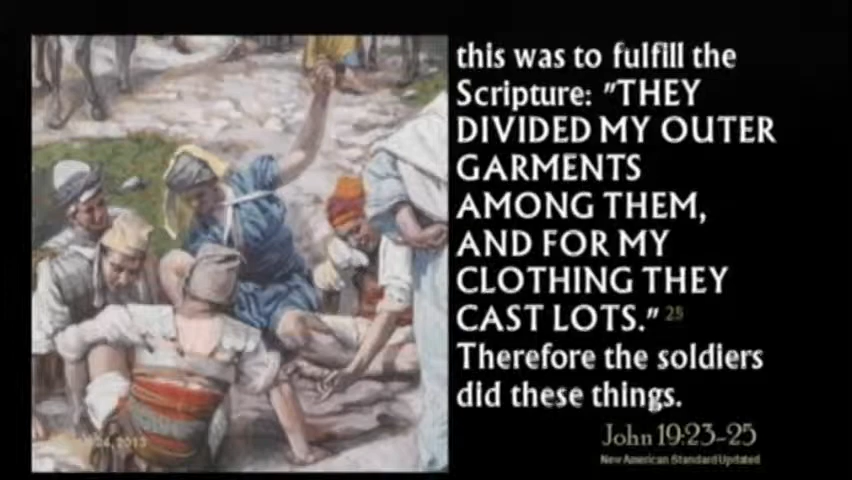 this was to fulfill the
Scripture: "THEY
DIVIDED MY OUTER
GARMENTS
AMONG THEM,
AND FOR MY
CLOTHING THEY
CAST LOTS." 25
Therefore the soldiers
did these things.
John 19:23-25
New American Standard Updated
2013